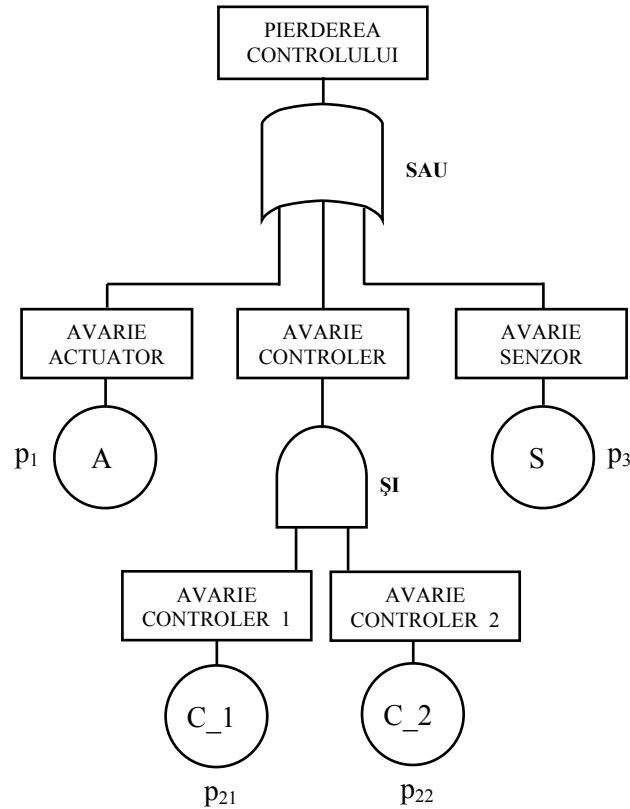 PIERDEREA
CONTROLULUI
SAU
AVARIE
ACTUATOR
AVARIE
CONTROLER
AVARIE
SENZOR
p₁
A
S
p₃
ŞI
AVARIE
CONTROLER 1
AVARIE
CONTROLER 2
C_1
C_2
p₂₁
p₂₂